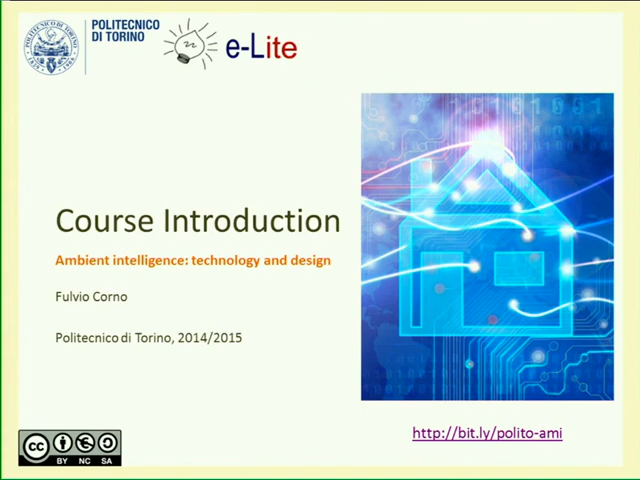 POLITECNICO
DI TORINO
e-Lite
Course Introduction
Ambient intelligence: technology and design
Fulvio Corno
Politecnico di Torino, 2014/2015
http://bit.ly/polito-ami
cc
BY NC SA